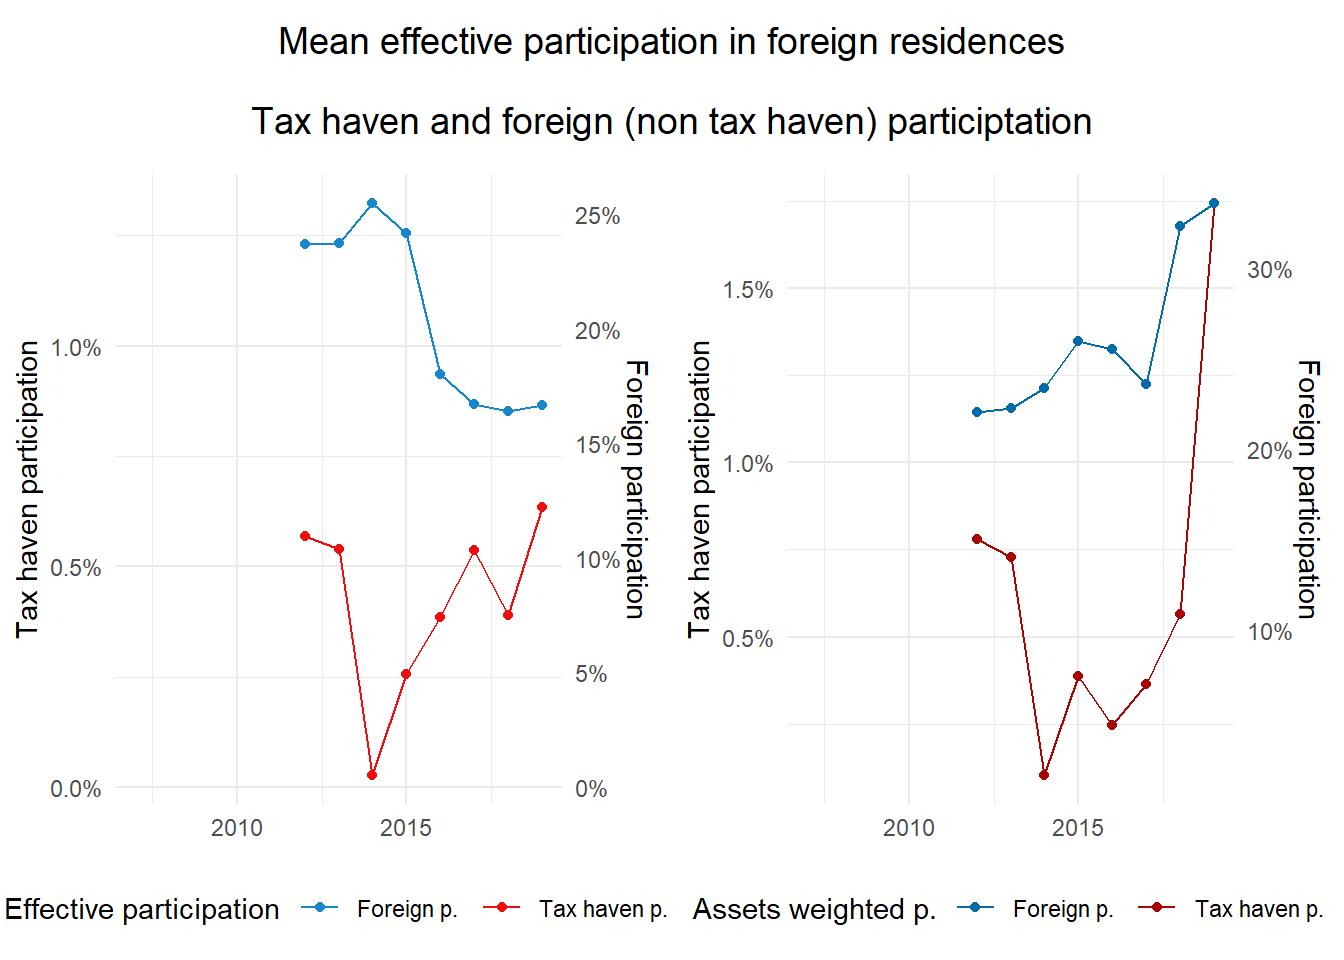 Mean effective participation in foreign residences
Tax haven and foreign (non tax haven) particiption
Tax haven participation
1.0%
0.5%
0.0%
25%
20%
15%
10%
5%
0%
Foreign participation
2010
2015
Tax haven participation
1.5%
1.0%
0.5%
30%
20%
10%
Foreign participation
2010
2015
Effective participation Foreign p. Tax haven p.
Assets weighted p. Foreign p. Tax haven p.